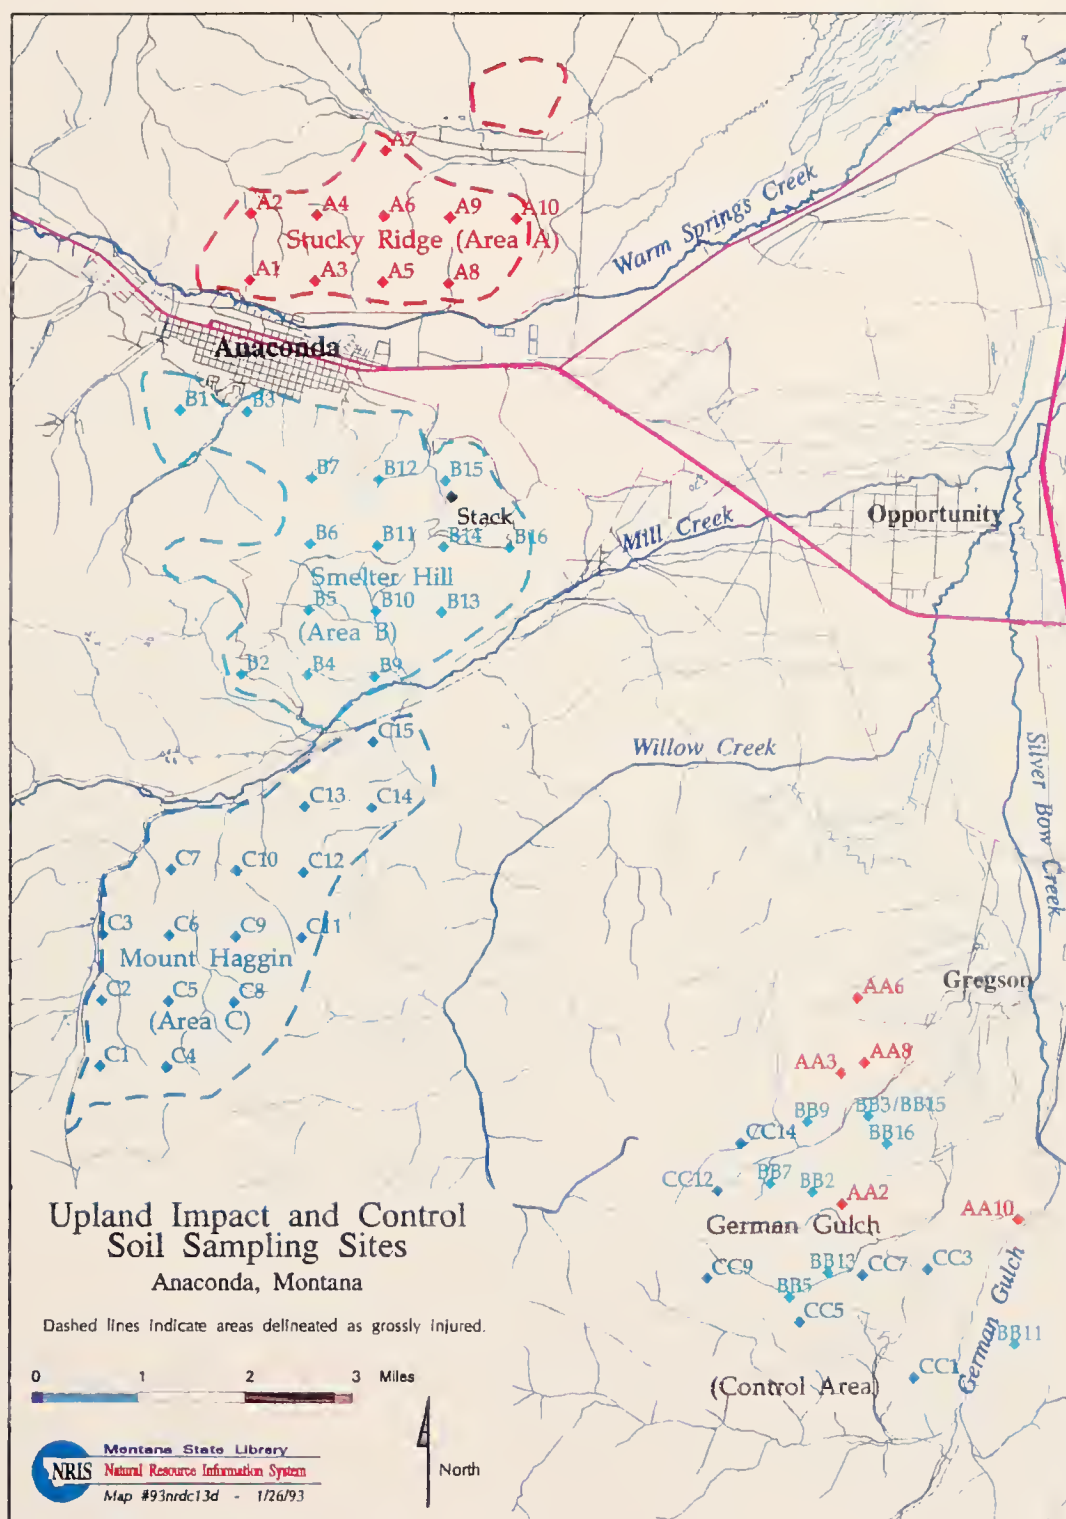 A7
A2
A4
A6
A9
A10
Stucky Ridge (Area A)
A1
A3
A5
A8
Warm Springs Creek
Anaconda
B1
B3
B7
B12
B15
Stack
B6
B11
B14
B16
Smelter Hill
B5
B10
B13
(Area B)
B2
B4
B9
Mill Creek
Opportunity
C15
Willow Creek
Silver Bow Creek
C13
C14
C7
C10
C12
C3
C6
C9
C11
Mount Haggin
C2
C5
C8
(Area C)
C1
C4
Gregson
AA6
AA3
AA8
BB9
BB3/BB15
CC14
BB16
CC12
BB7
BB2
AA2
AA10
German Gulch
CC9
BB13
CC7
CC3
BB5
CC5
German Gulch
BB11
CC1
(Control Area)
Upland Impact and Control
Soil Sampling Sites
Anaconda, Montana
Dashed lines indicate areas delineated as grossly injured.
0 1 2 3 Miles
North
NRIS
Montana State Library
Natural Resource Information System
Map #93nrdc13d - 1/26/93